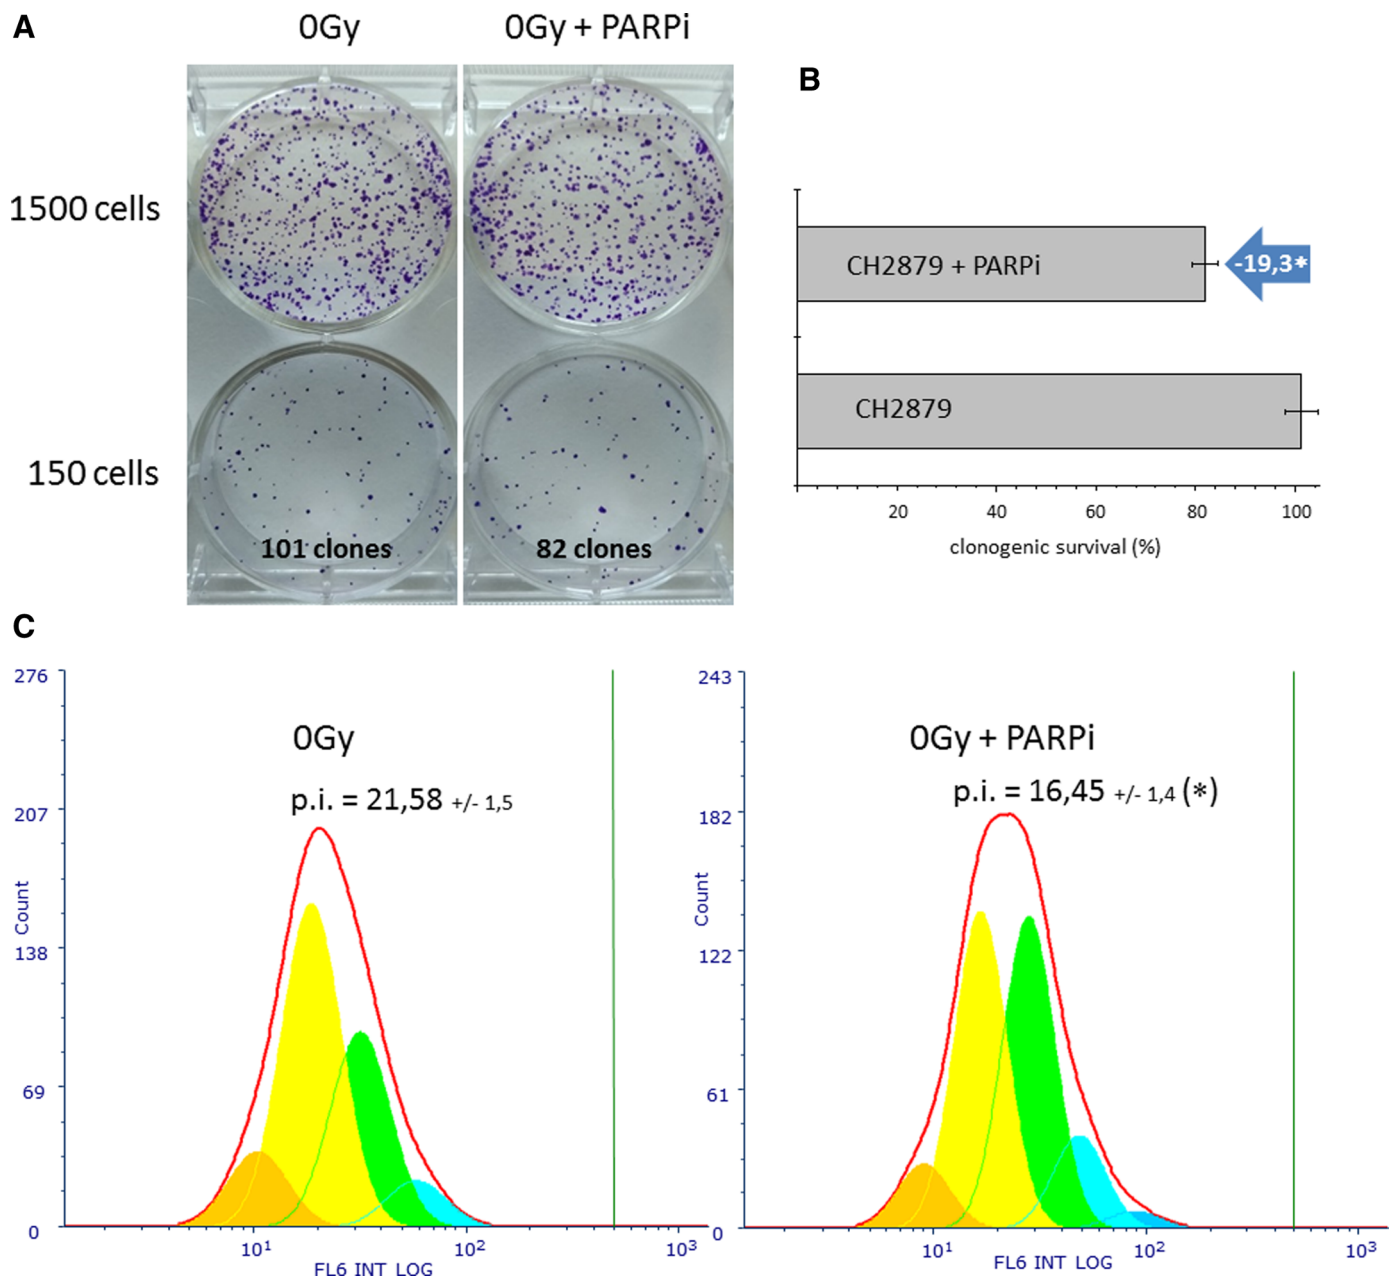 A
0Gy
0Gy + PARPi
1500 cells
150 cells
101 clones
82 clones
B
CH2879 + PARPi
-19,3*
CH2879
20 40 60 80 100
clonogenic survival (%)
C
276
207
138
69
0
Count
0Gy
p.i. = 21,58 +/- 1,5
10¹ 10² 10³
FL6 INT LOG
243
182
122
61
0
Count
0Gy + PARPi
p.i. = 16,45 +/- 1,4 (*)
10¹ 10² 10³
FL6 INT LOG